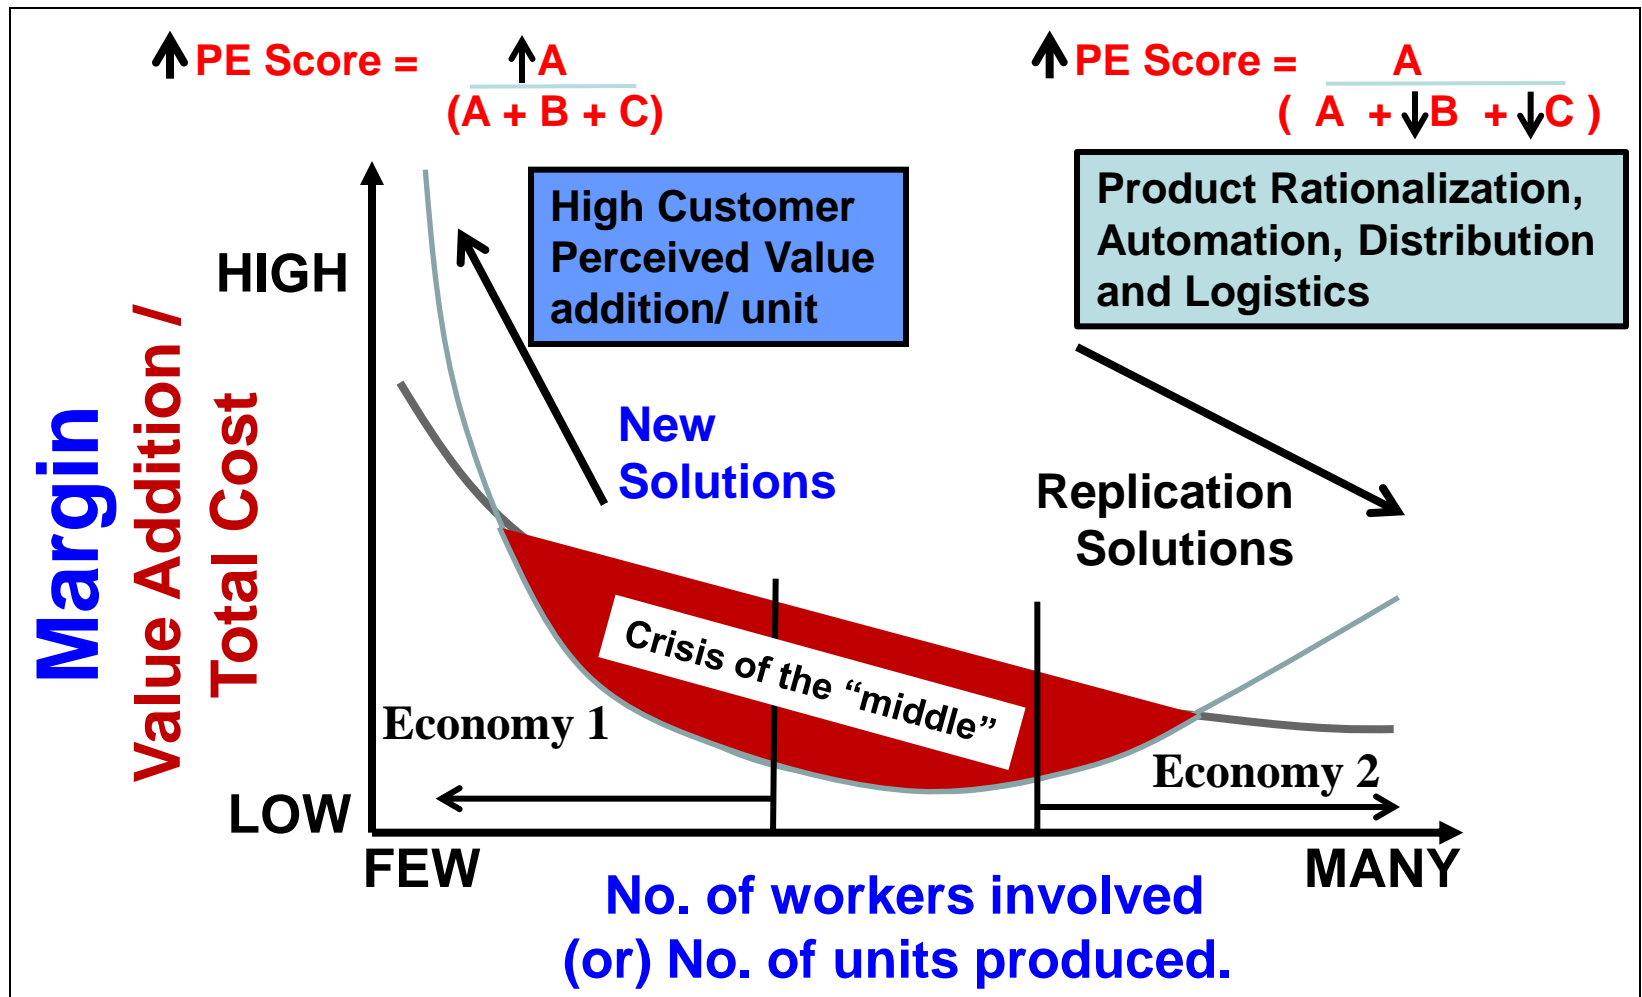 PE Score = A
(A + B + C)
PE Score = A
( A + B + C )
High Customer
Perceived Value
addition/ unit
Product Rationalization,
Automation, Distribution
and Logistics
HIGH
Margin
Value Addition /
Total Cost
New
Solutions
Replication
Solutions
Crisis of the “middle”
Economy 1
Economy 2
LOW
FEW
MANY
No. of workers involved
(or) No. of units produced.